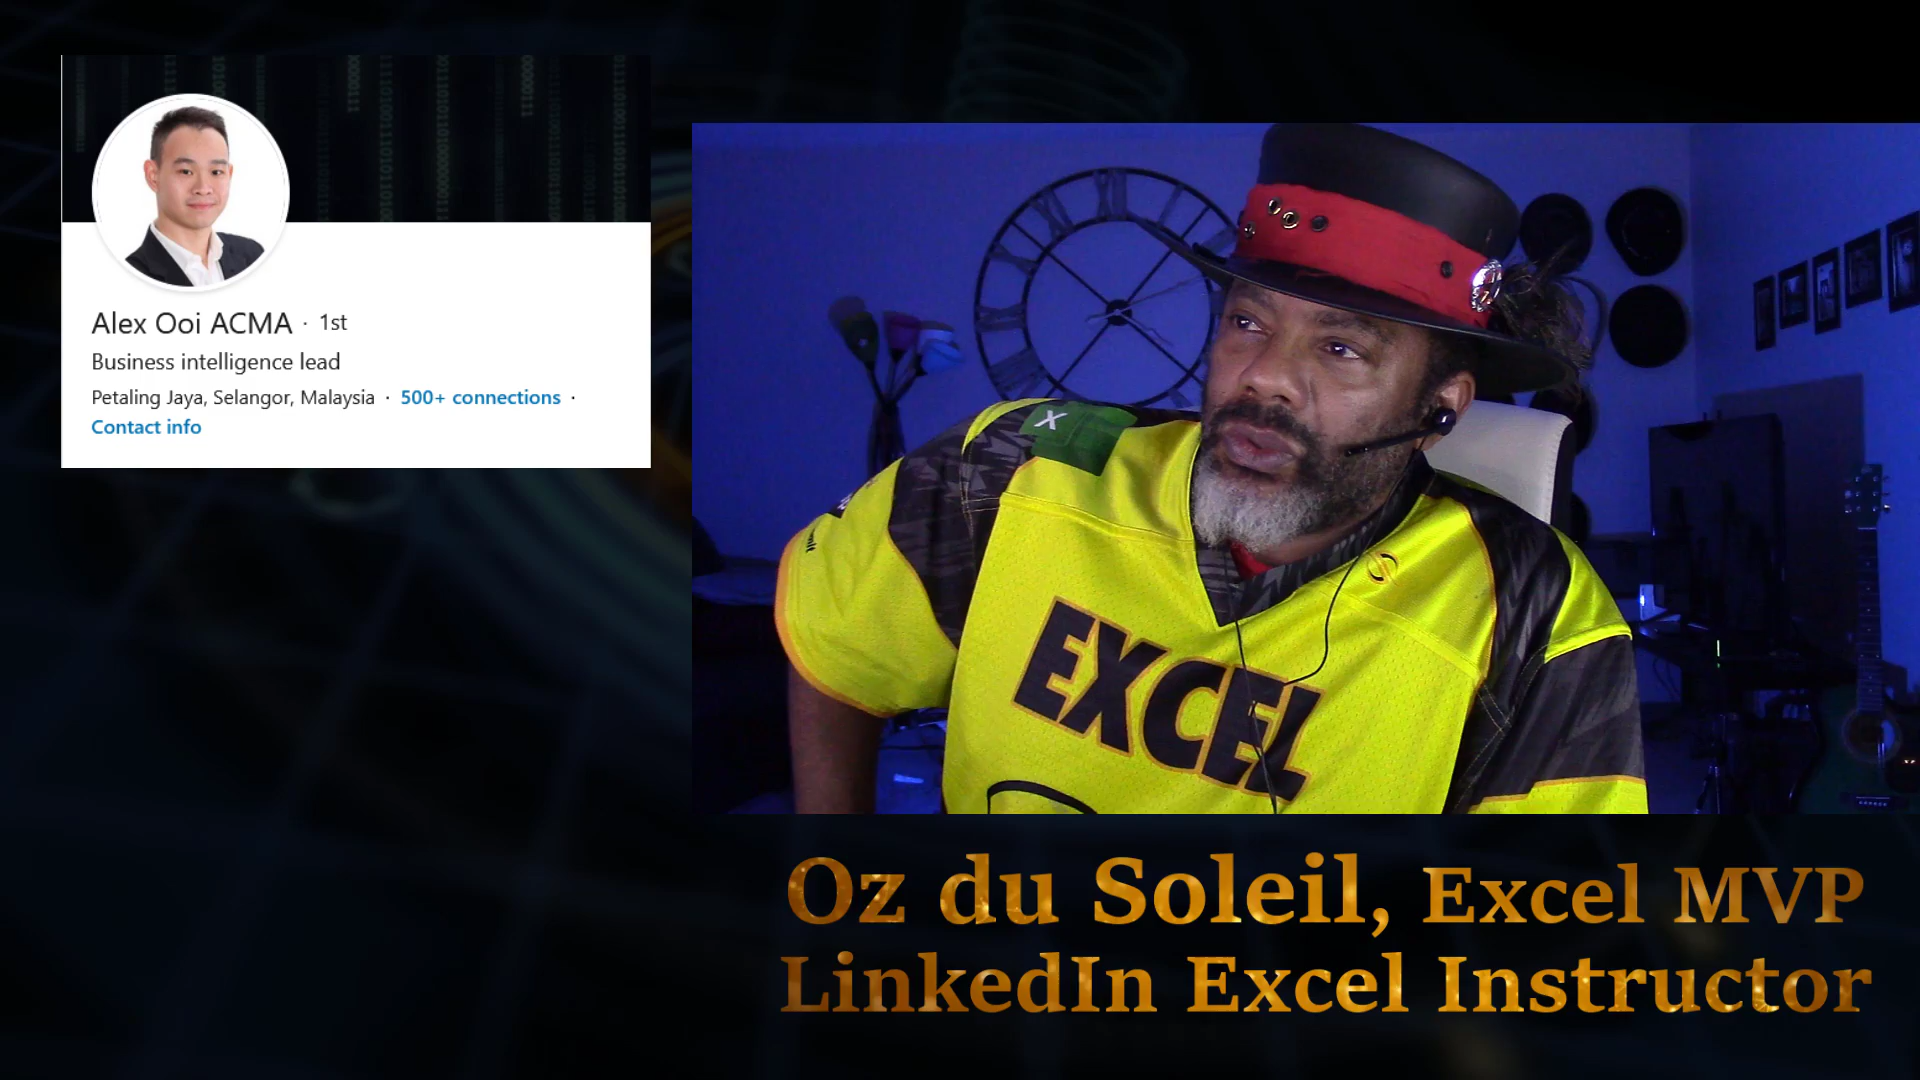 Alex Ooi ACMA · 1st
Business intelligence lead
Petaling Jaya, Selangor, Malaysia · 500+ connections ·
Contact info
X
EXCEL
Oz du Soleil, Excel MVP
LinkedIn Excel Instructor